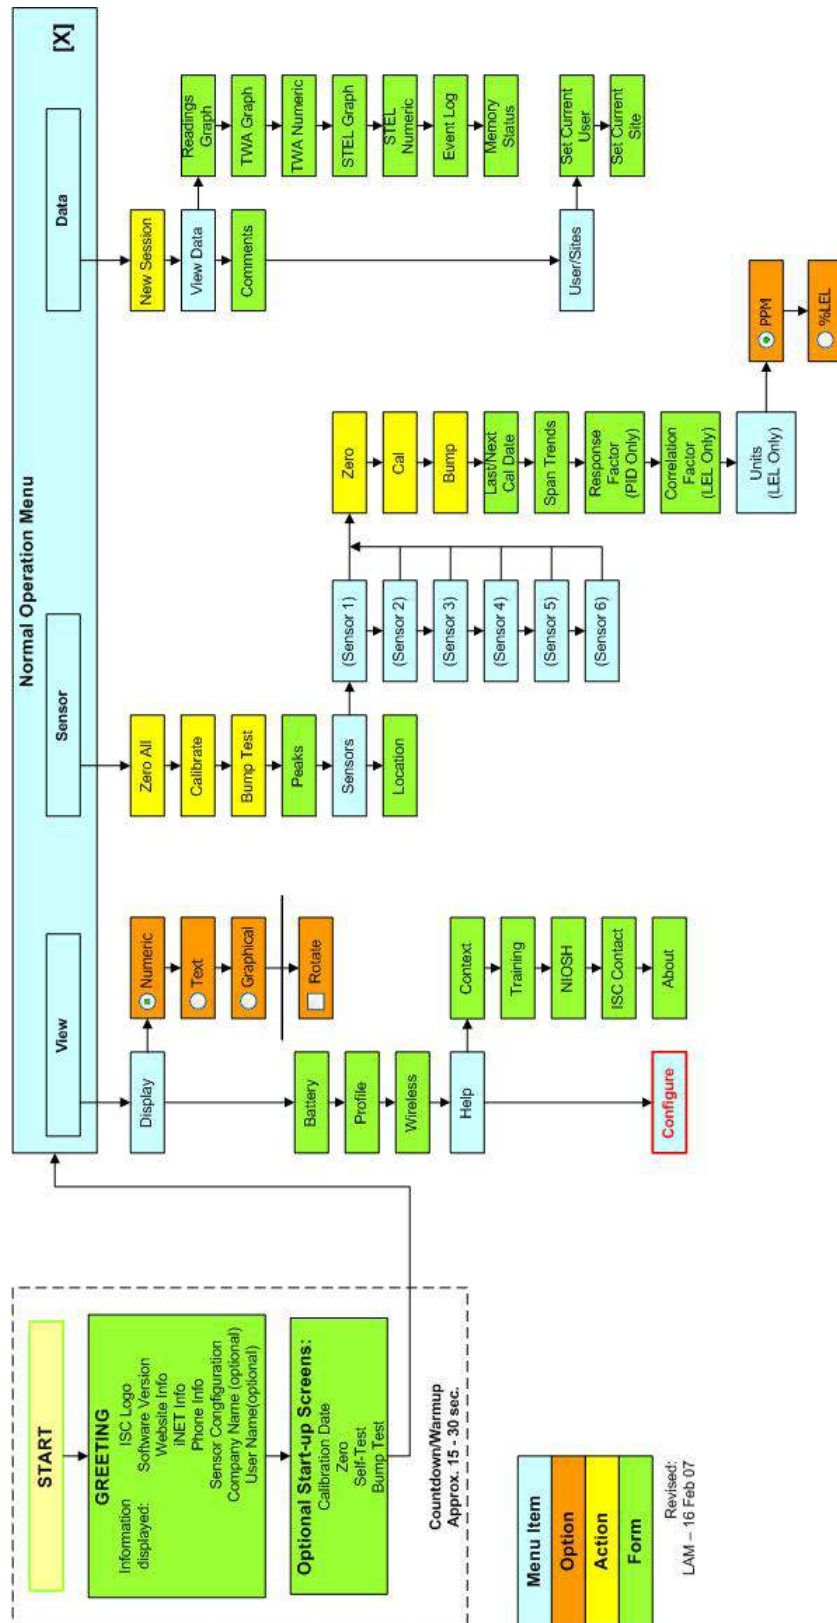 START
GREETING
Information
displayed:
ISC Logo
Software Version
Website Info
iNET Info
Phone Info
Sensor Configuration
Company Name (optional)
User Name(optional)
Optional Start-up Screens:
Calibration Date
Zero
Self-Test
Bump Test
Countdown/Warmup
Approx. 15 - 30 sec.
Menu Item
Option
Action
Form
Revised:
LAM – 16 Feb 07
Normal Operation Menu
[X]
View
Sensor
Data
Display
Numeric
Text
Graphical
Rotate
Battery
Profile
Wireless
Help
Context
Training
NIOSH
ISC Contact
About
Configure
Zero All
Calibrate
Bump Test
Peaks
Sensors
Location
(Sensor 1)
(Sensor 2)
(Sensor 3)
(Sensor 4)
(Sensor 5)
(Sensor 6)
Zero
Cal
Bump
Last/Next
Cal Date
Span Trends
Response
Factor
(PID Only)
Correlation
Factor
(LEL Only)
Units
(LEL Only)
PPM
%LEL
New Session
View Data
Comments
Readings
Graph
TWA Graph
TWA Numeric
STEL Graph
STEL
Numeric
Event Log
Memory
Status
User/Sites
Set Current
User
Set Current
Site